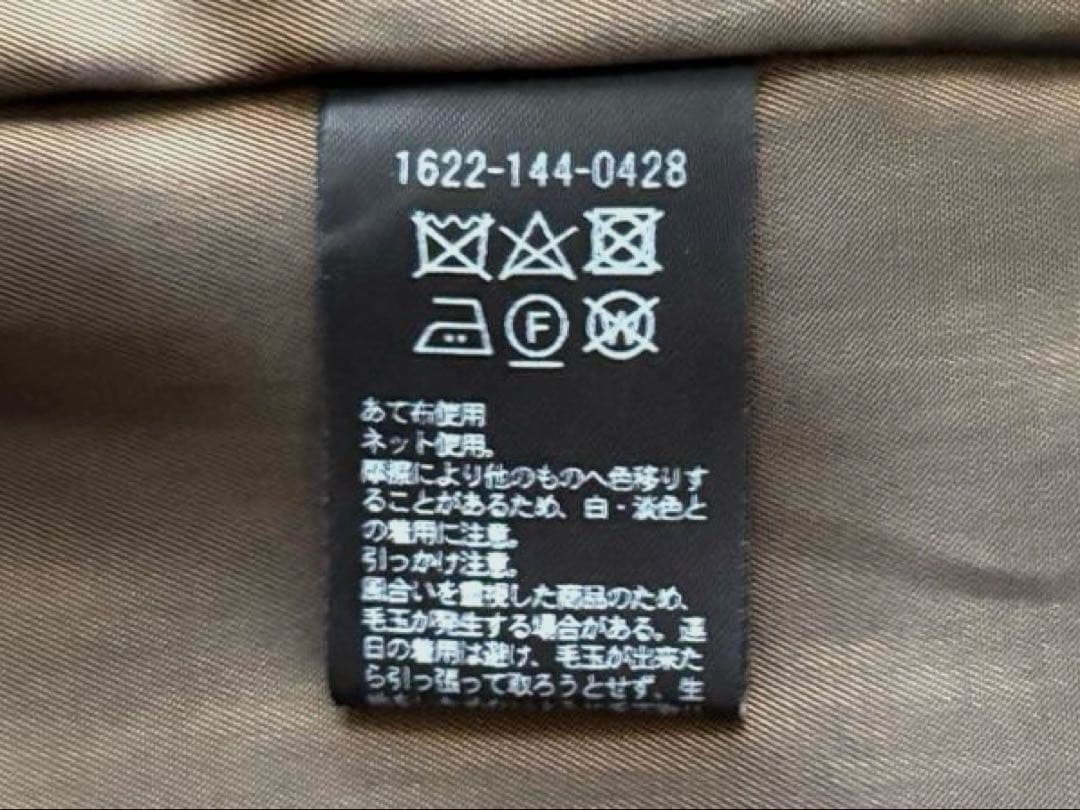 1622-144-0428
F
W
あて布使用
ネット使用。
摩擦により他のものへ色移りす
ることがあるため、白・淡色と
の着用に注意。
引っかけ注意。
風合いを重視した商品のため、
毛玉が発生する場合がある。連
日の着用は避け、毛玉が出来た
ら引っ張って取ろうとせず、生